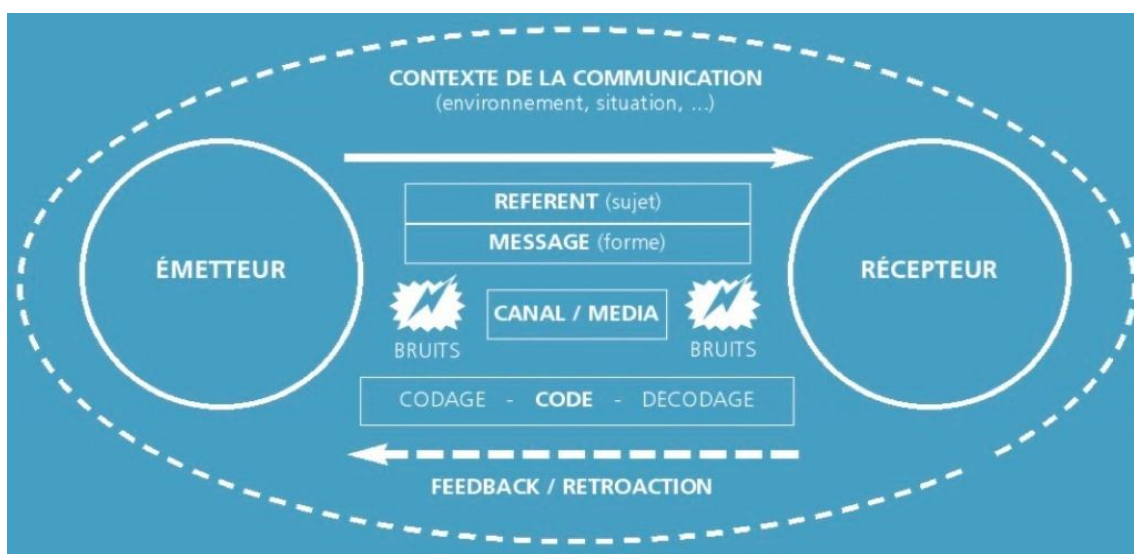 CONTEXTE DE LA COMMUNICATION
(environnement, situation, ...)
REFERENT (sujet)
MESSAGE (forme)
ÉMETTEUR
RÉCEPTEUR
CANAL / MEDIA
BRUITS
BRUITS
CODAGE - CODE - DÉCODAGE
FEEDBACK / RETROACTION